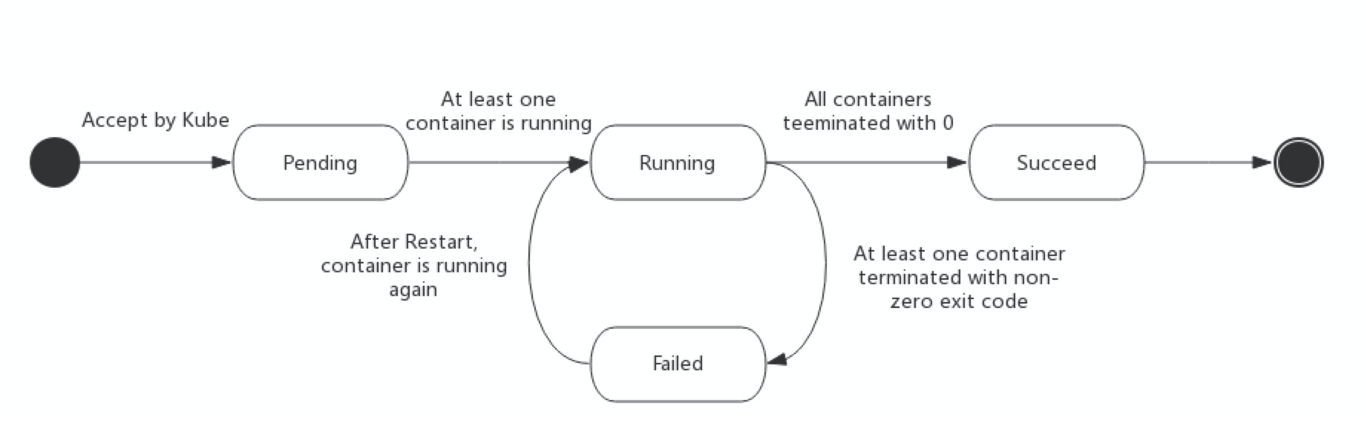 Accept by Kube
At least one
container is running
All containers
teeminated with 0
Pending
Running
Succeed
After Restart,
container is running
again
At least one container
terminated with non-
zero exit code
Failed